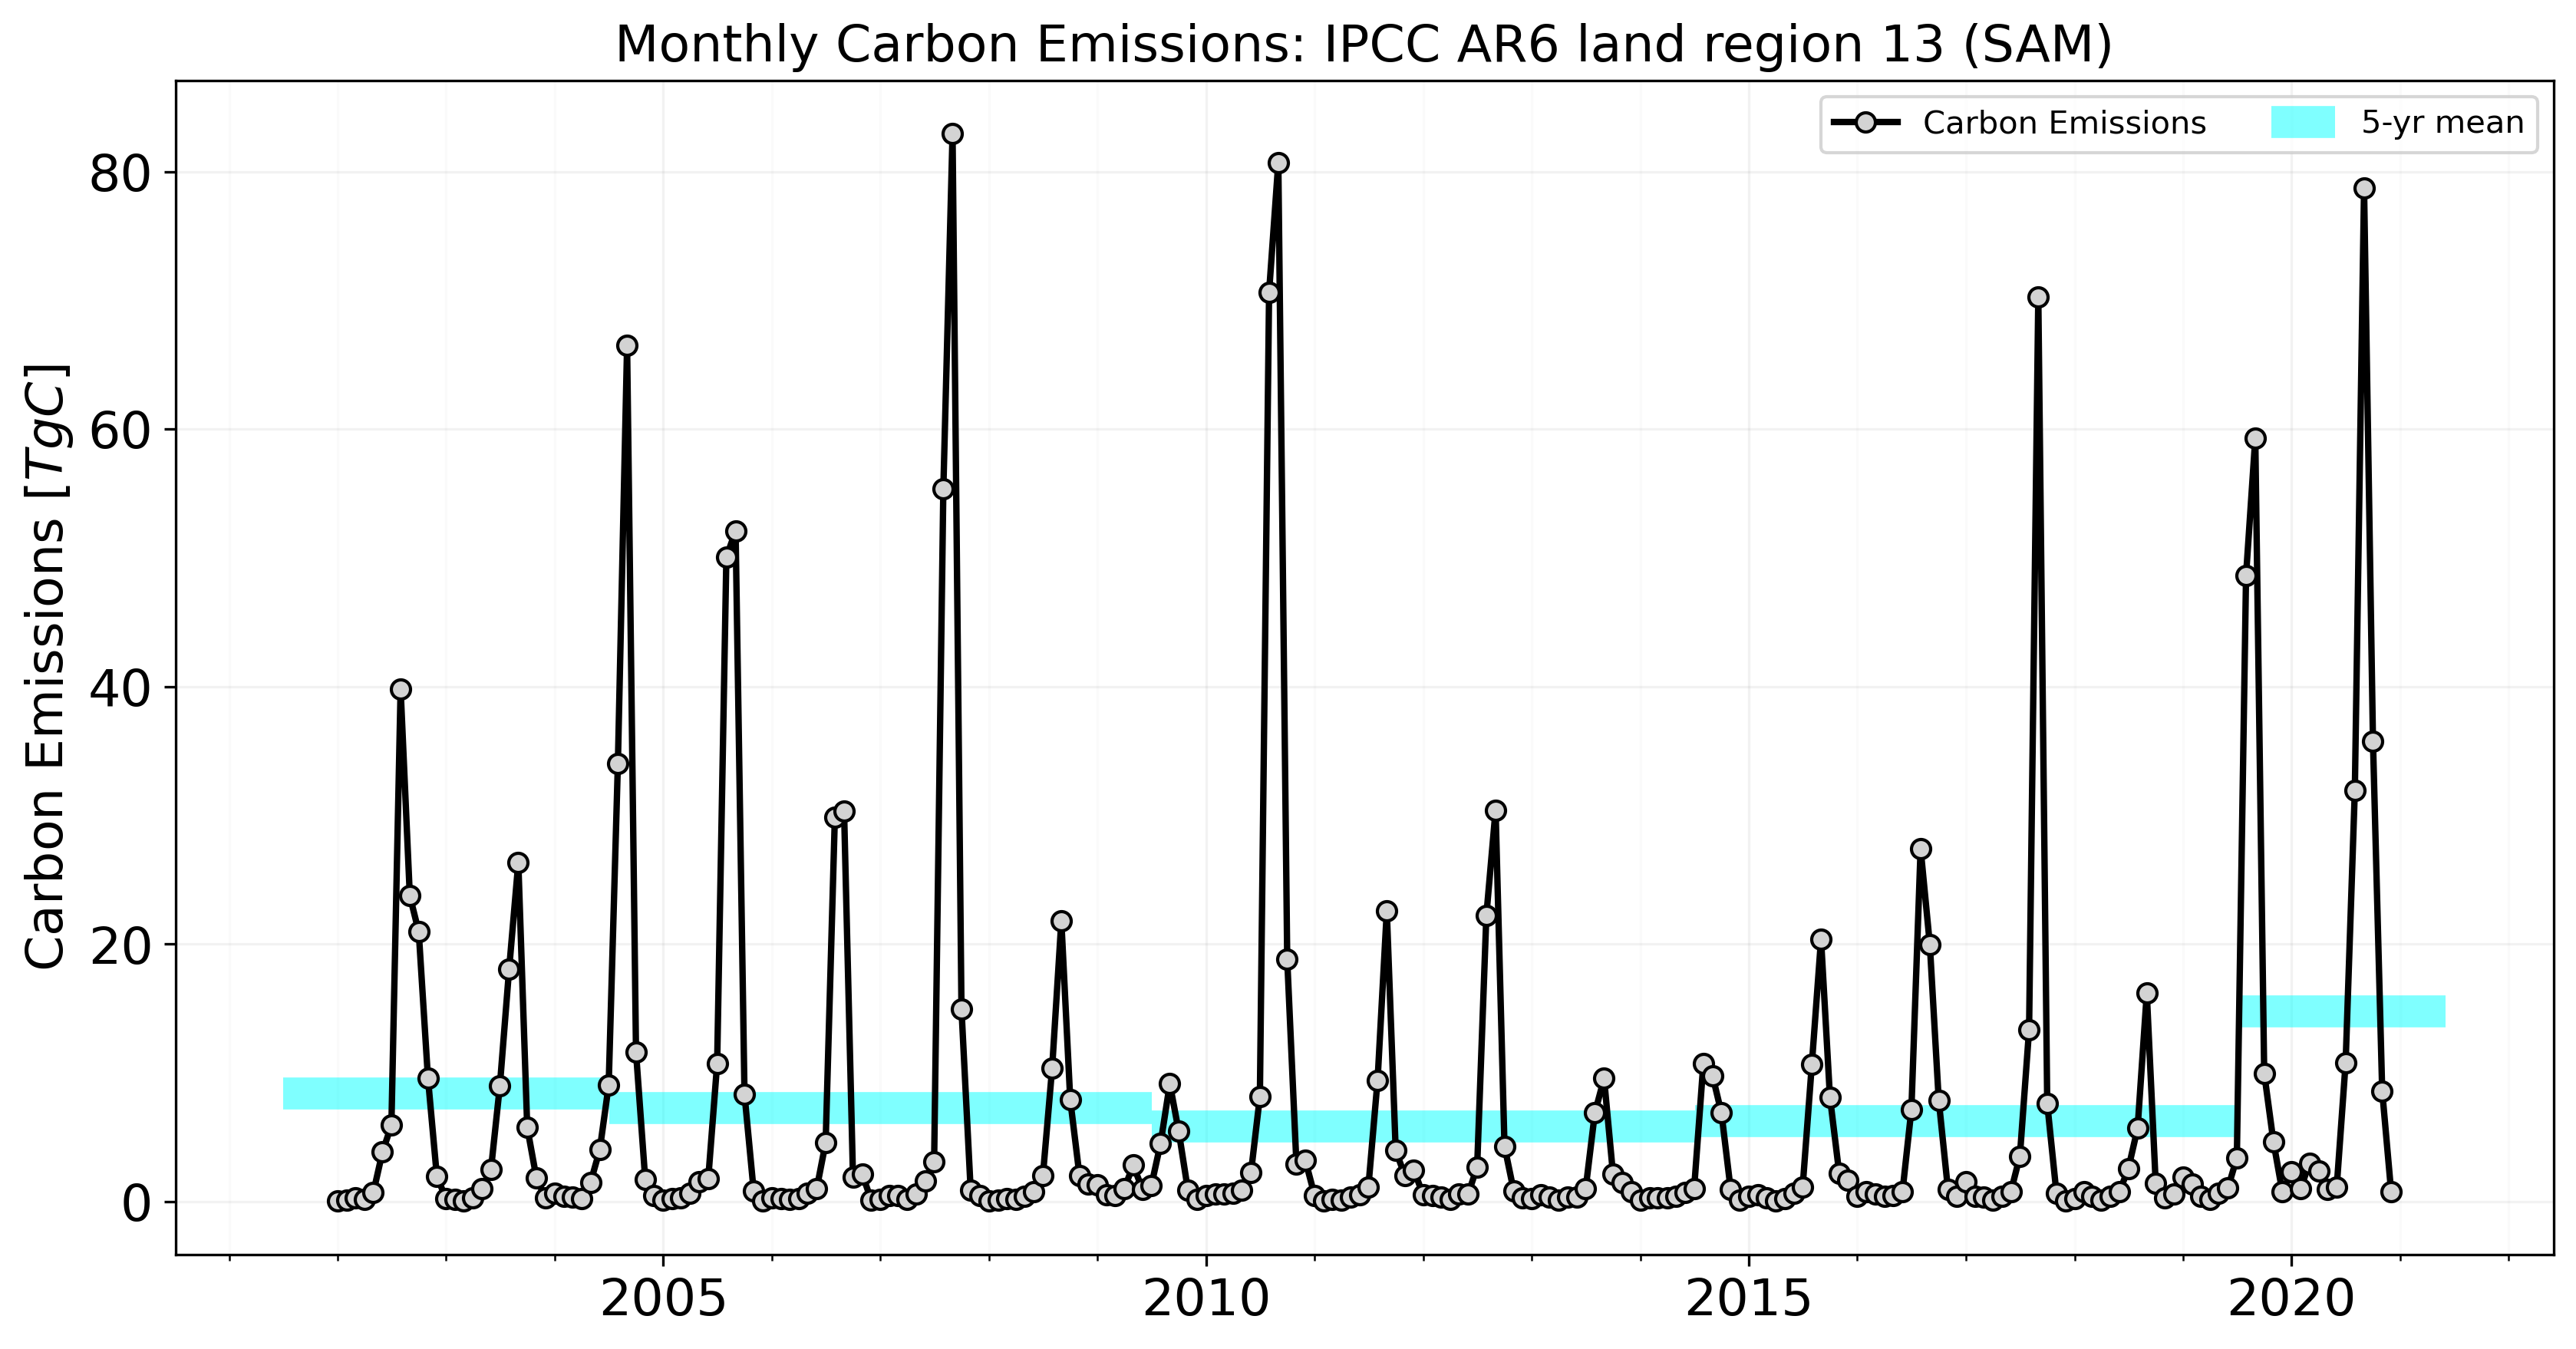 Monthly Carbon Emissions: IPCC AR6 land region 13 (SAM)
Carbon Emissions
5-yr mean
Carbon Emissions [TgC]
80
60
40
20
0
2005
2010
2015
2020